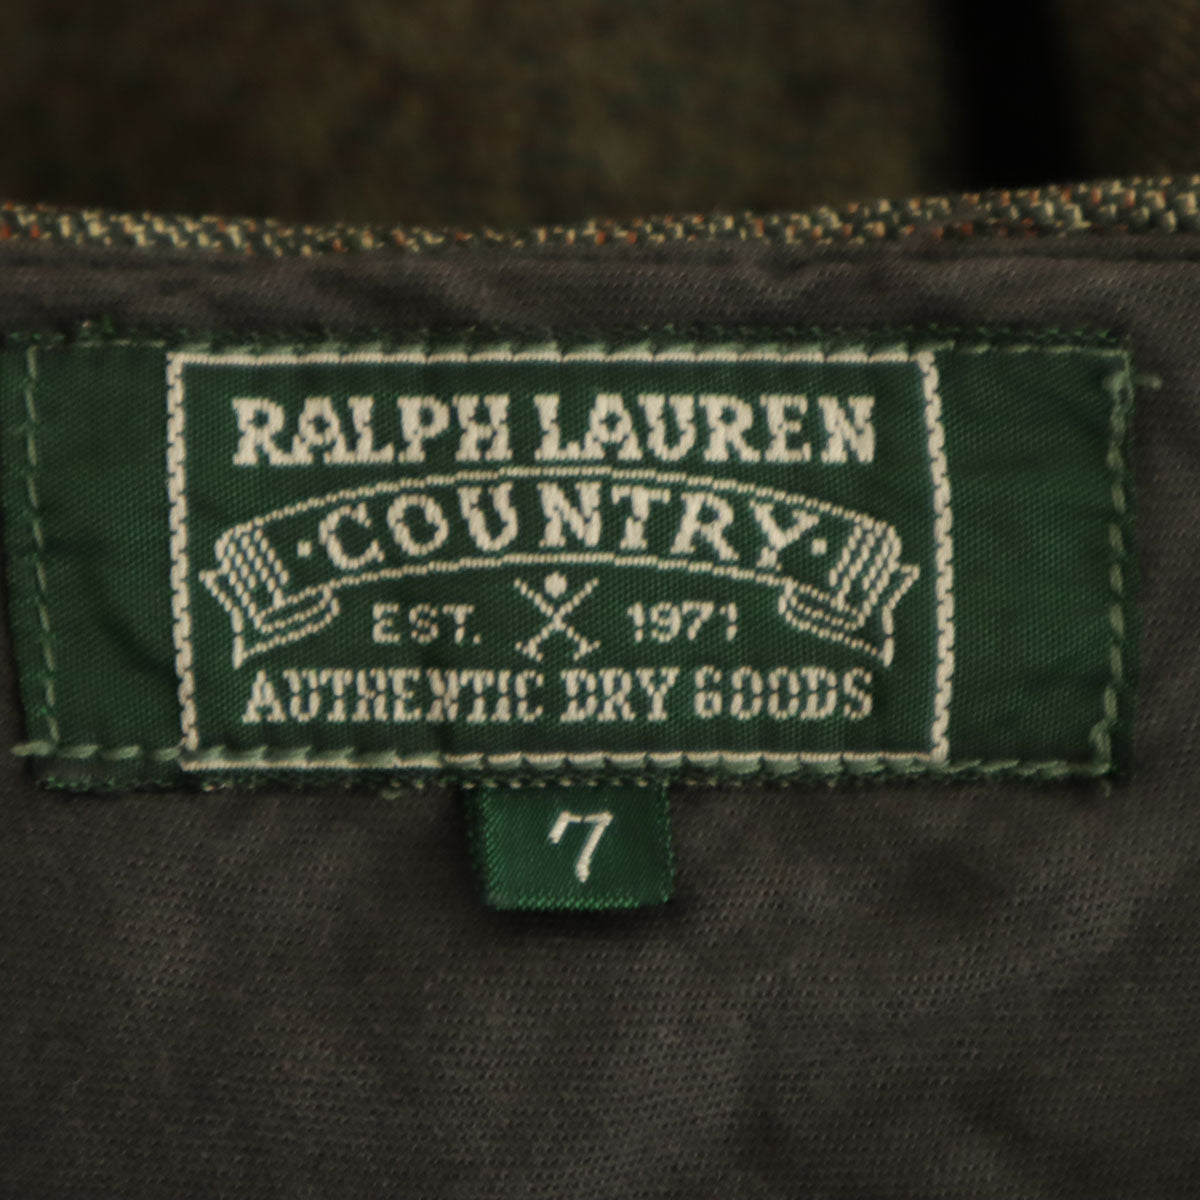 RALPH LAUREN
·COUNTRY·
EST. 1971
AUTHENTIC DRY GOODS
7